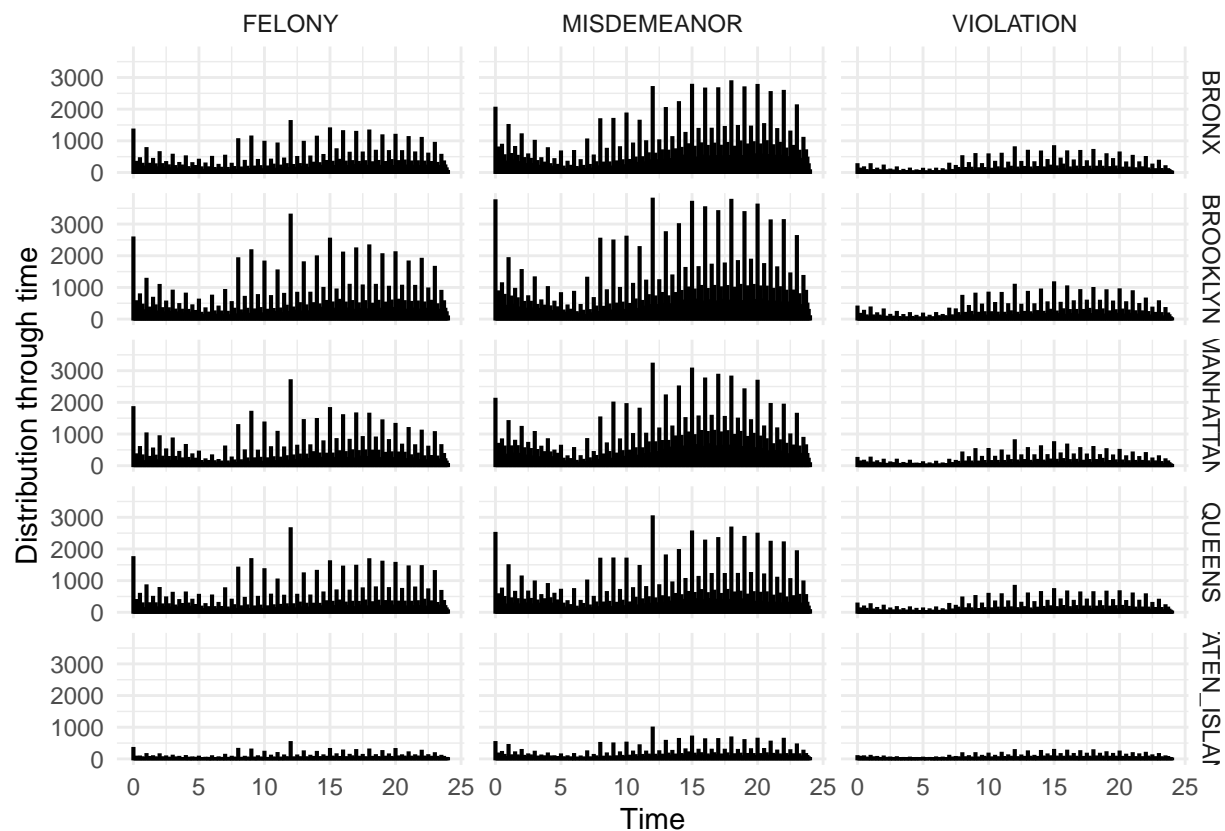 FELONY MISDEMEANOR VIOLATION
3000
2000
1000
0
BRONX
3000
2000
1000
0
BROOKLYN
3000
2000
1000
0
MANHATTAN
3000
2000
1000
0
QUEENS
3000
2000
1000
0
ATEN_ISLAN
0 5 10 15 20 25 0 5 10 15 20 25 0 5 10 15 20 25
Time
Distribution through time